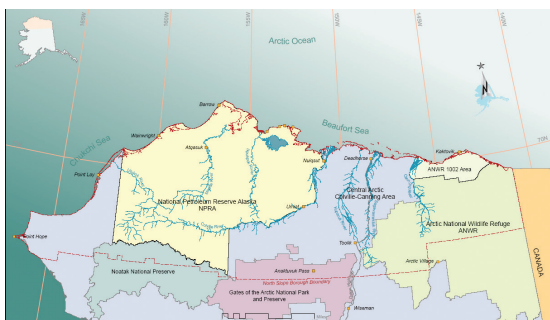 Arctic Ocean
N
Barrow
Beaufort Sea
Wainwright
Chukchi Sea
Atqasuk
70N
Nuiqsut
Deadhorse
Kaktovik
Point Lay
ANWR 1002 Area
Central Arctic
Colville-Canning Area
National Petroleum Reserve Alaska
NPRA
Umiat
Arctic National Wildlife Refuge
ANWR
Point Hope
Toolik
Noatak National Preserve
Anaktuvuk Pass
Arctic Village
CANADA
North Slope Borough Boundary
Gates of the Arctic National Park
and Preserve
Wiseman